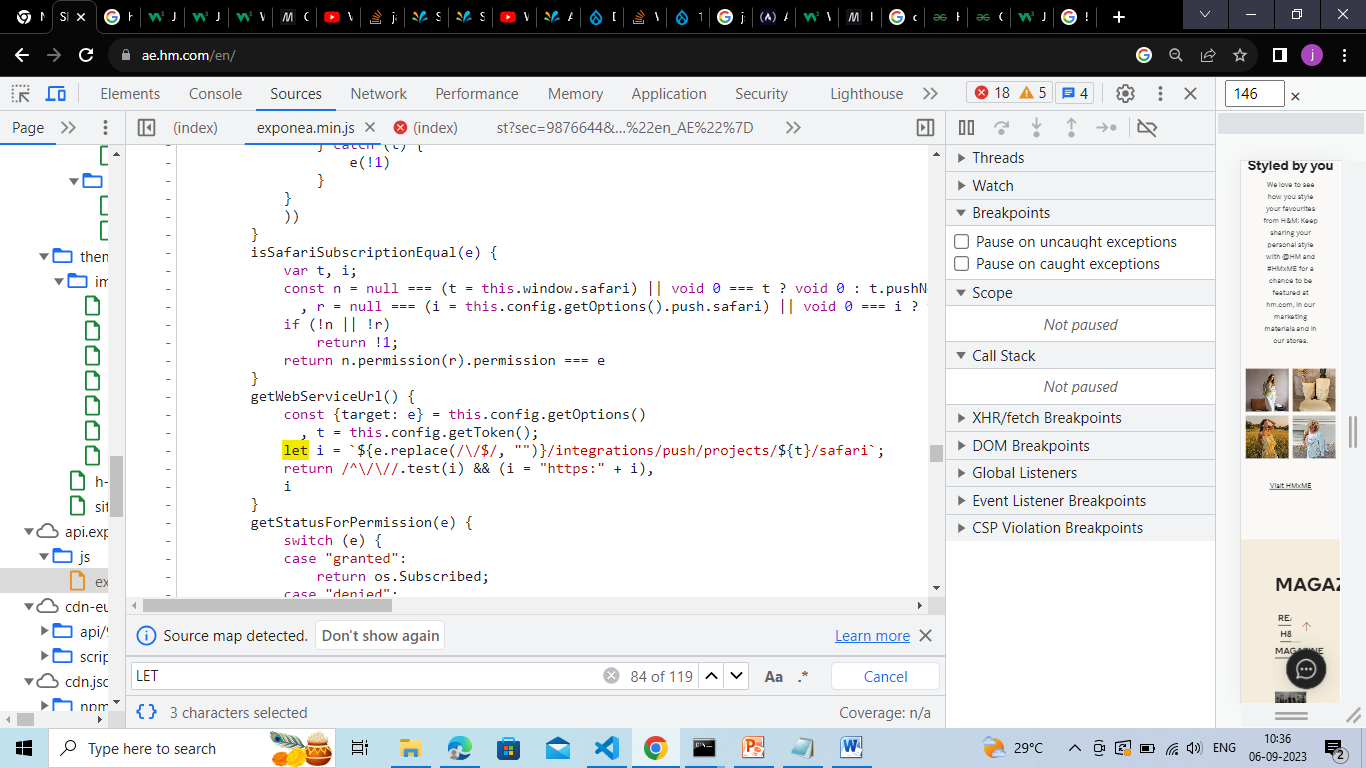 ae.hm.com/en/
Elements Console Sources Network Performance Memory Application Security Lighthouse 18 5 4
146 ×
Page (index) exponea.min.js (index) st?sec=9876644&...%22en_AE%22%7D
} catch (t) {
e(!1)
}
}
))
}
isSafariSubscriptionEqual(e) {
var t, i;
const n = null === (t = this.window.safari) || void 0 === t ? void 0 : t.pushN
, r = null === (i = this.config.getOptions().push.safari) || void 0 === i ?
if (!n || !r)
return !1;
return n.permission(r).permission === e
}
getWebServiceUrl() {
const {target: e} = this.config.getOptions()
, t = this.config.getToken();
let i = `${e.replace(/\/$/, "")}/integrations/push/projects/${t}/safari`;
return /^\/\//.test(i) && (i = "https:" + i),
i
}
getStatusForPermission(e) {
switch (e) {
case "granted":
return os.Subscribed;
case "denied":
them
im
h-
sit
api.exp
js
ex
cdn-eu
api/9
scrip
cdn.jsd
npm
Threads
Watch
Breakpoints
Pause on uncaught exceptions
Pause on caught exceptions
Scope
Not paused
Call Stack
Not paused
XHR/fetch Breakpoints
DOM Breakpoints
Global Listeners
Event Listener Breakpoints
CSP Violation Breakpoints
Styled by you
We love to see
how you style
your favourites
from H&M: Keep
sharing your
personal style
with @HM and
#HMxME for a
chance to be
featured at
hm.com, in our
marketing
materials and in
our stores.
Visit HMxME
MAGAZ
REA
H&
MAGAZINE
Source map detected. Don't show again Learn more
LET 84 of 119 Aa .* Cancel
{ } 3 characters selected Coverage: n/a
Type here to search 29°C ENG 10:36
06-09-2023 2